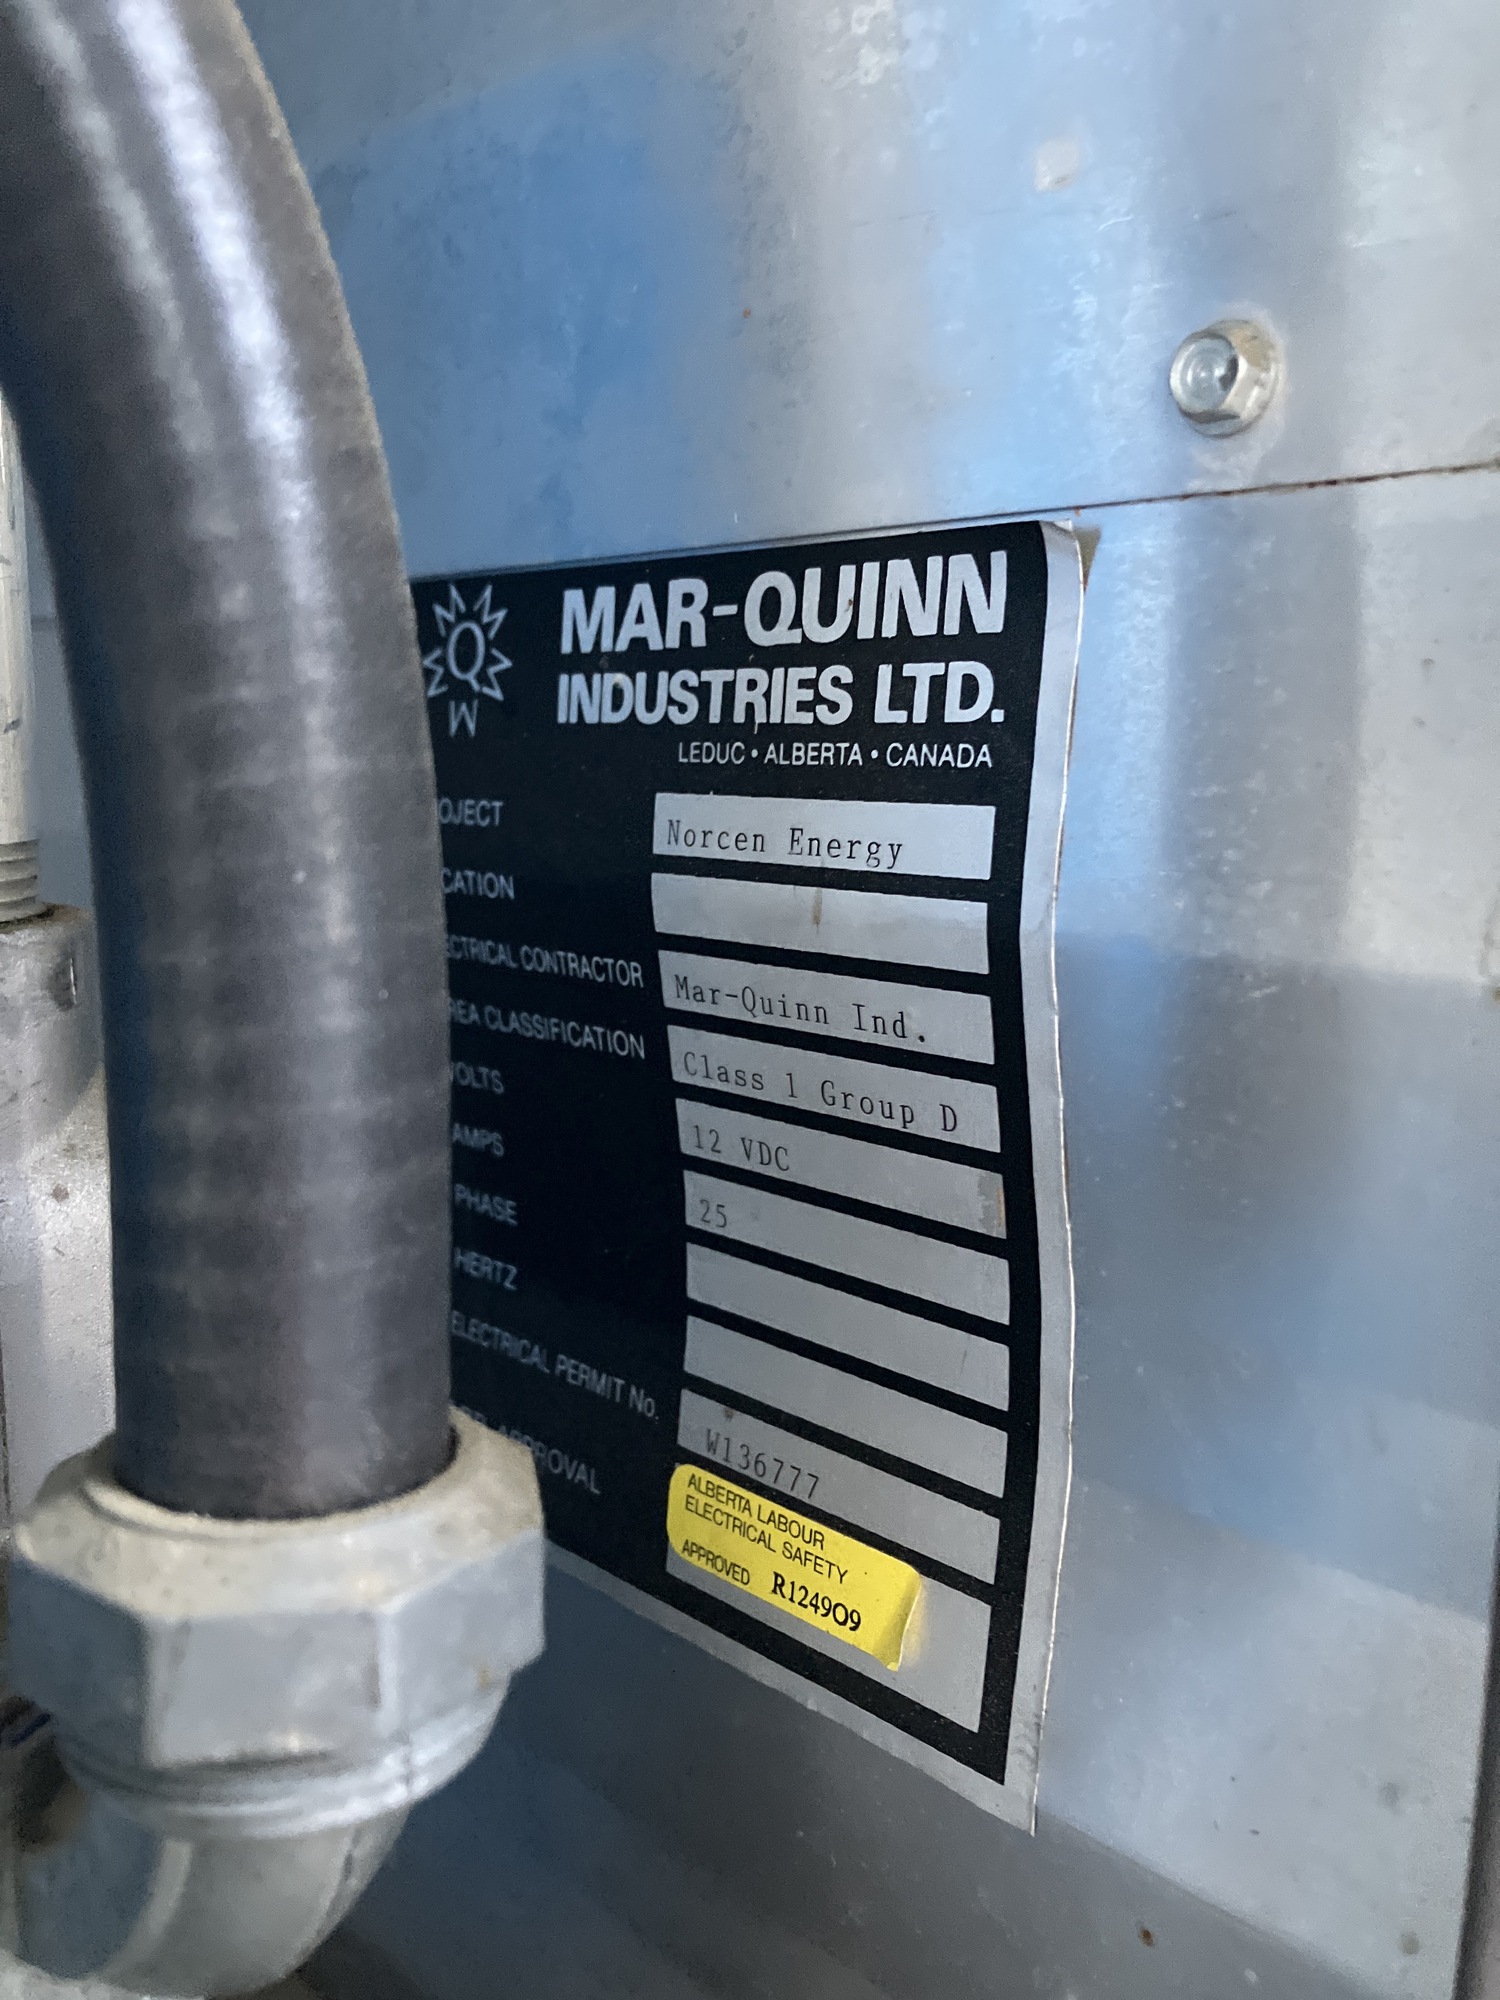 Q
MAR-QUINN
INDUSTRIES LTD.
LEDUC • ALBERTA • CANADA
OJECT Norcen Energy
CATION
ECTRICAL CONTRACTOR Mar-Quinn Ind.
REA CLASSIFICATION Class 1 Group D
VOLTS 12 VDC
AMPS 25
PHASE
HERTZ
ELECTRICAL PERMIT No. W136777
APPROVAL
ALBERTA LABOUR
ELECTRICAL SAFETY
APPROVED R124909